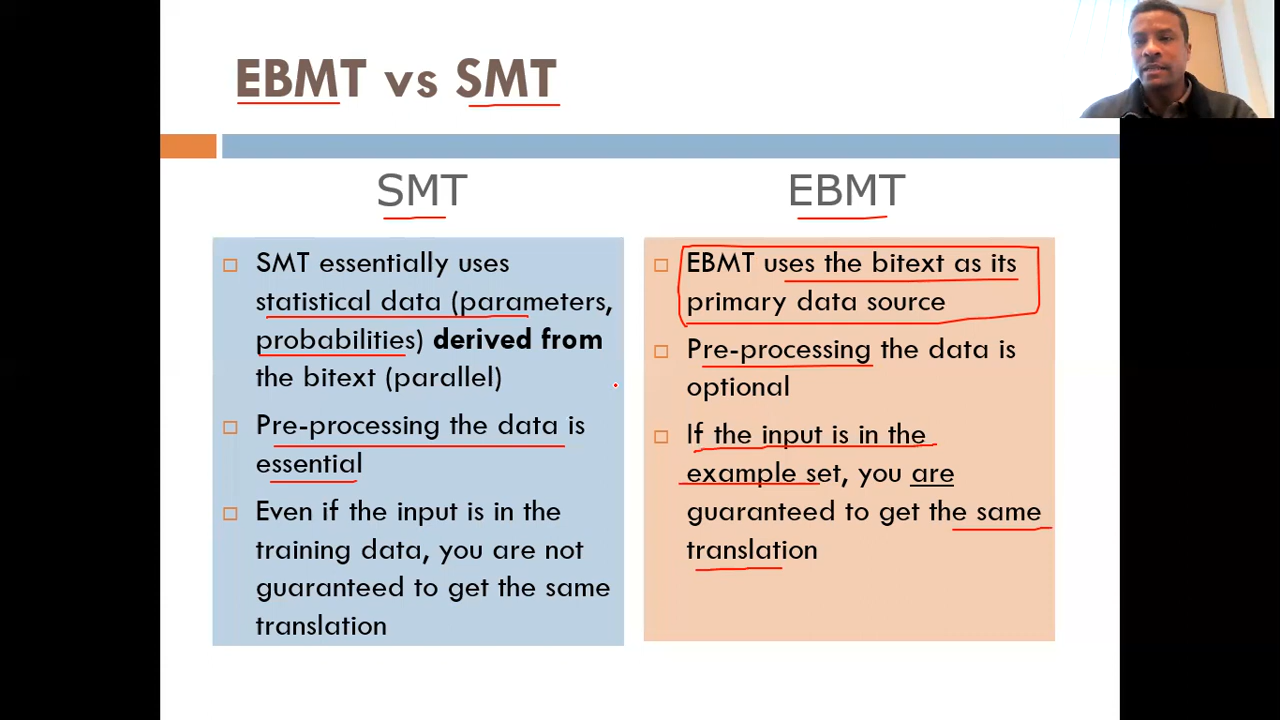 EBMT vs SMT
SMT
SMT essentially uses
statistical data (parameters,
probabilities) derived from
the bitext (parallel)
Pre-processing the data is
essential
Even if the input is in the
training data, you are not
guaranteed to get the same
translation
EBMT
EBMT uses the bitext as its
primary data source
Pre-processing the data is
optional
If the input is in the
example set, you are
guaranteed to get the same
translation